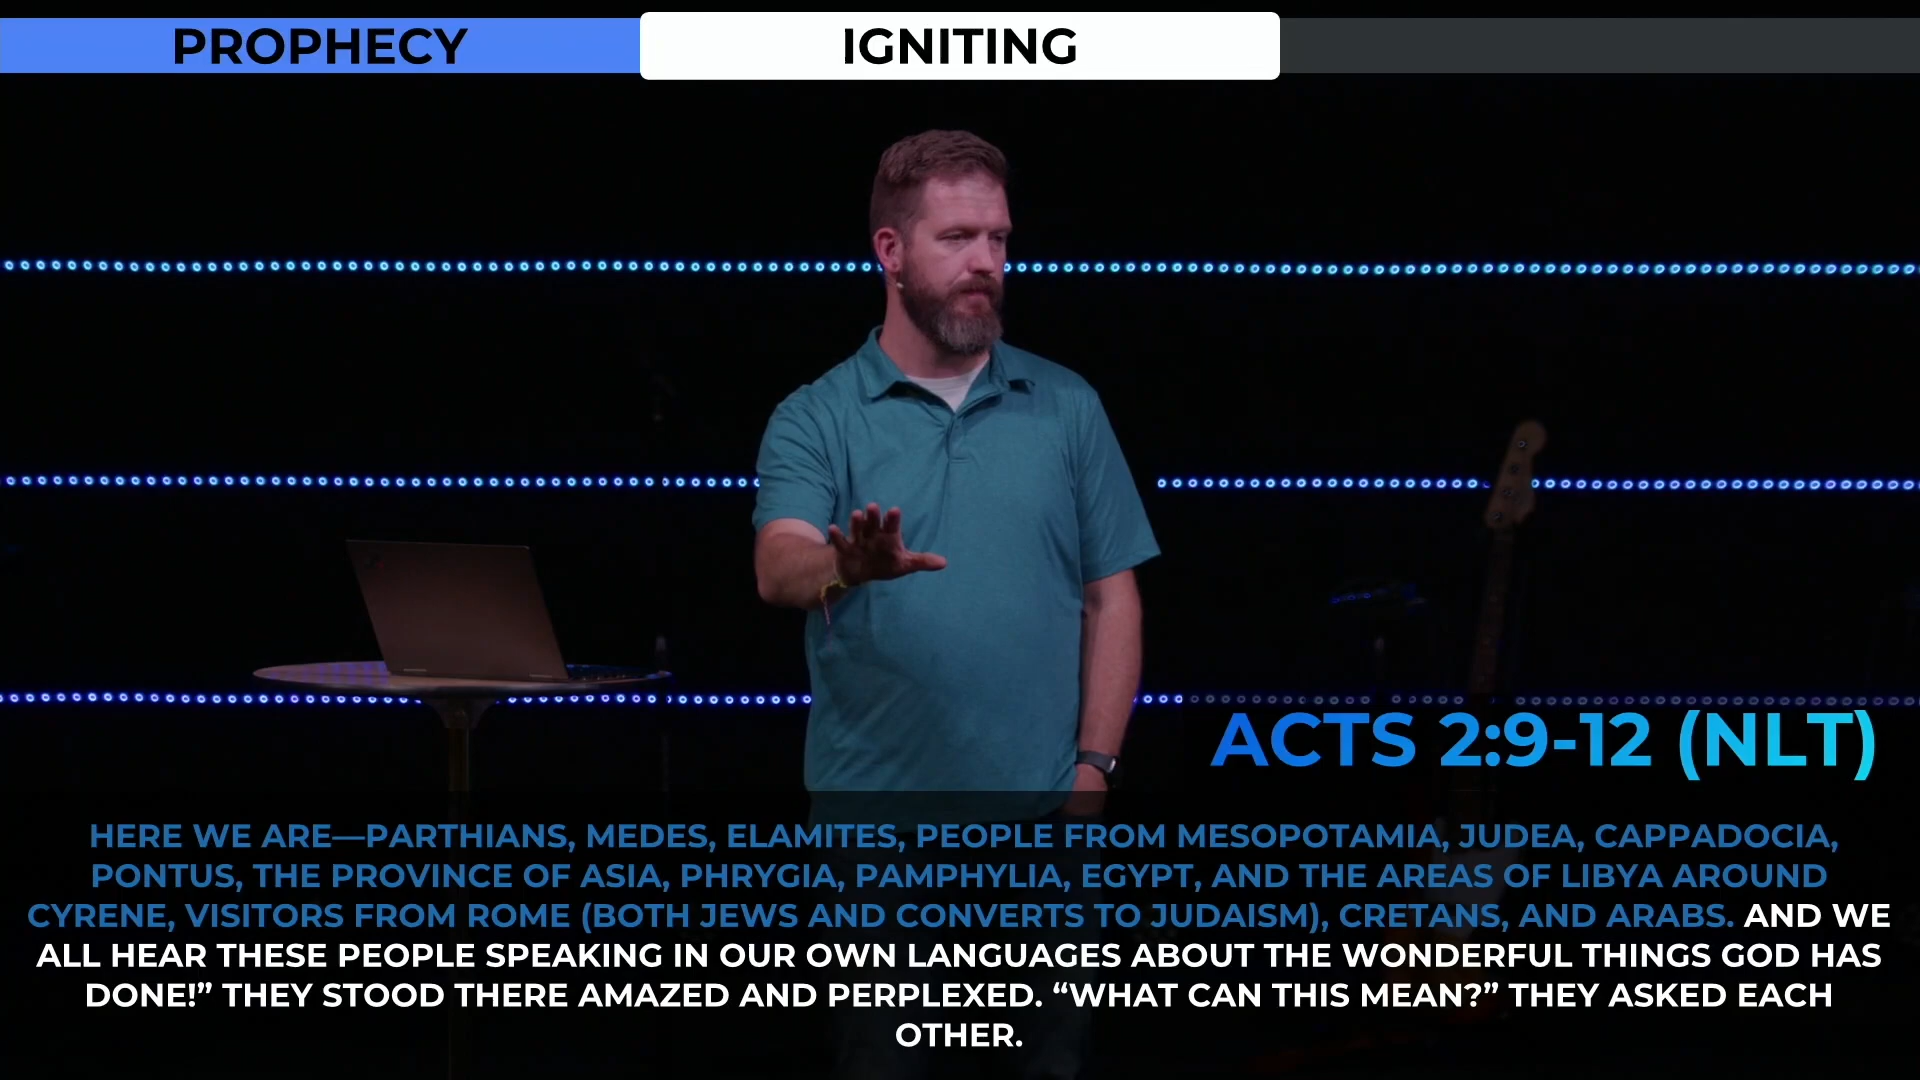 PROPHECY
IGNITING
ACTS 2:9-12 (NLT)
HERE WE ARE—PARTHIANS, MEDES, ELAMITES, PEOPLE FROM MESOPOTAMIA, JUDEA, CAPPADOCIA,
PONTUS, THE PROVINCE OF ASIA, PHRYGIA, PAMPHYLIA, EGYPT, AND THE AREAS OF LIBYA AROUND
CYRENE, VISITORS FROM ROME (BOTH JEWS AND CONVERTS TO JUDAISM), CRETANS, AND ARABS. AND WE
ALL HEAR THESE PEOPLE SPEAKING IN OUR OWN LANGUAGES ABOUT THE WONDERFUL THINGS GOD HAS
DONE!” THEY STOOD THERE AMAZED AND PERPLEXED. “WHAT CAN THIS MEAN?” THEY ASKED EACH
OTHER.